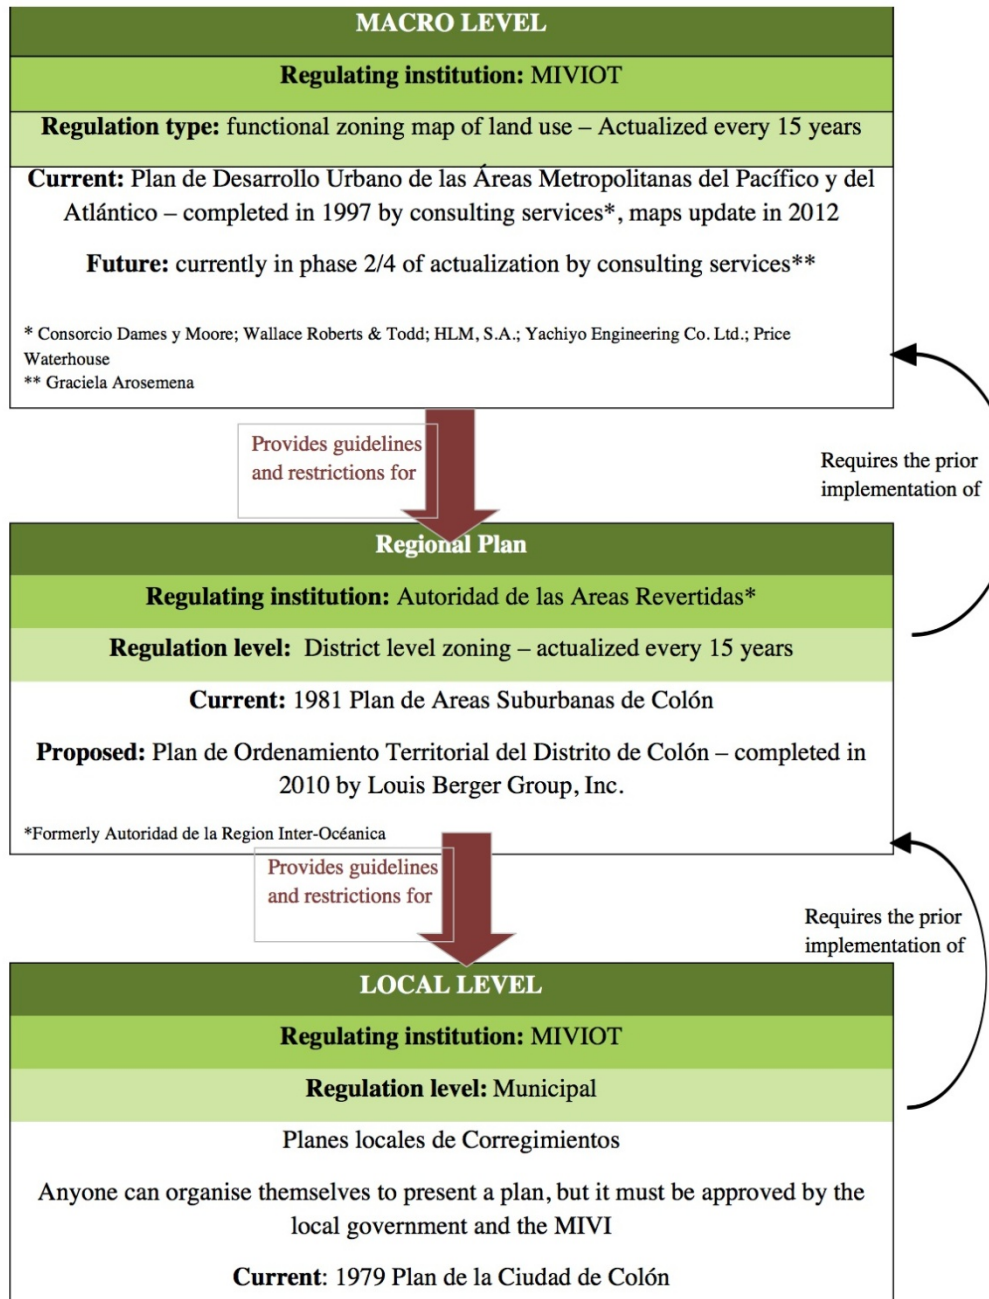 MACRO LEVEL
Regulating institution: MIVIOT
Regulation type: functional zoning map of land use – Actualized every 15 years
Current: Plan de Desarrollo Urbano de las Áreas Metropolitanas del Pacífico y del
Atlántico – completed in 1997 by consulting services*, maps update in 2012
Future: currently in phase 2/4 of actualization by consulting services**
* Consorcio Dames y Moore; Wallace Roberts & Todd; HLM, S.A.; Yachiyo Engineering Co. Ltd.; Price
Waterhouse
** Graciela Arosemena
Provides guidelines
and restrictions for
Requires the prior
implementation of
Regional Plan
Regulating institution: Autoridad de las Areas Revertidas*
Regulation level: District level zoning – actualized every 15 years
Current: 1981 Plan de Areas Suburbanas de Colón
Proposed: Plan de Ordenamiento Territorial del Distrito de Colón – completed in
2010 by Louis Berger Group, Inc.
*Formerly Autoridad de la Region Inter-Océanica
Provides guidelines
and restrictions for
Requires the prior
implementation of
LOCAL LEVEL
Regulating institution: MIVIOT
Regulation level: Municipal
Planes locales de Corregimientos
Anyone can organise themselves to present a plan, but it must be approved by the
local government and the MIVI
Current: 1979 Plan de la Ciudad de Colón